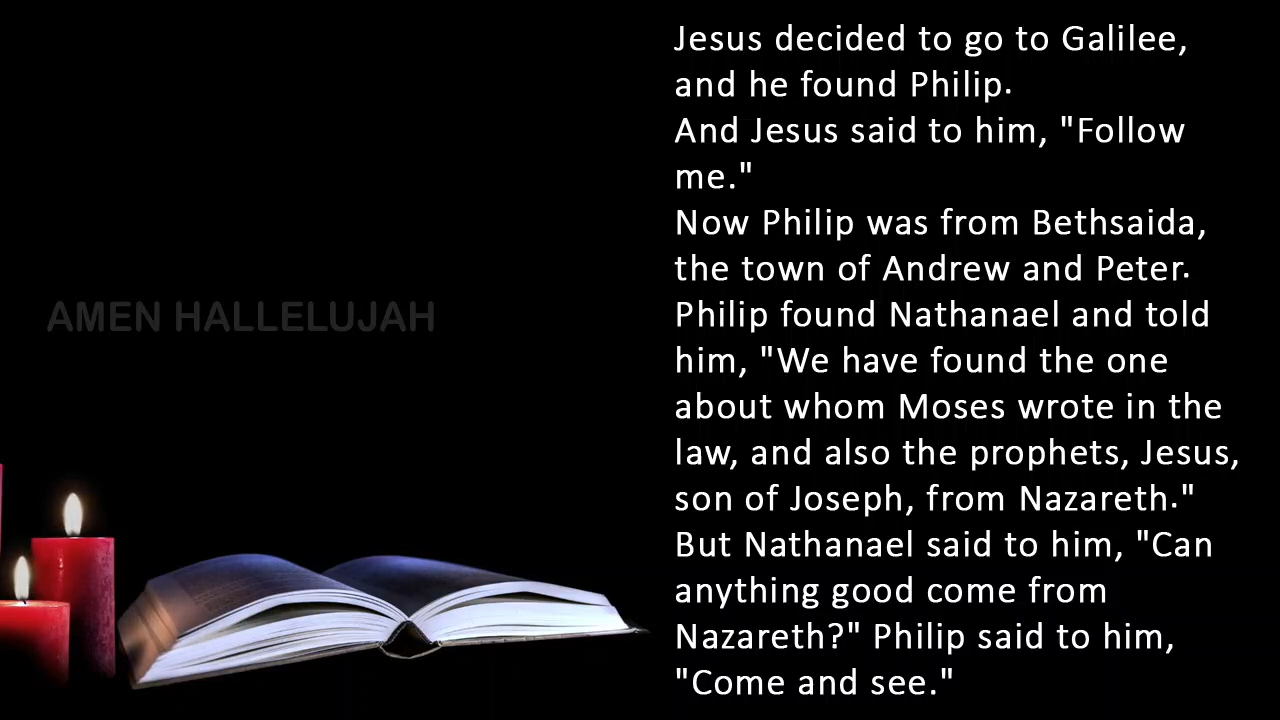 Jesus decided to go to Galilee,
and he found Philip.
And Jesus said to him, "Follow
me."
Now Philip was from Bethsaida,
the town of Andrew and Peter.
Philip found Nathanael and told
him, "We have found the one
about whom Moses wrote in the
law, and also the prophets, Jesus,
son of Joseph, from Nazareth."
But Nathanael said to him, "Can
anything good come from
Nazareth?" Philip said to him,
"Come and see."
AMEN HALLELUJAH